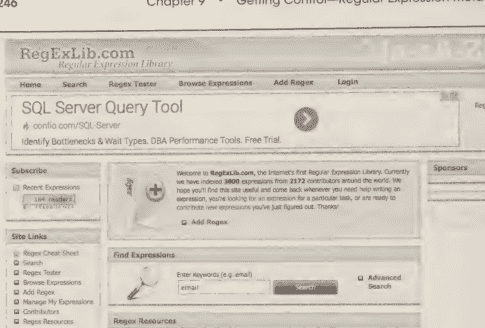 246
Chapter 9 • Getting Control—Regular Expression
RegExLib.com
Regular Expression Library
Home Search Regex Tester Browse Expressions Add Regex Login
SQL Server Query Tool
confio.com/SQL-Server
Identify Bottlenecks & Wait Types. DBA Performance Tools. Free Trial.
Subscribe
Recent Expressions
readers
Site Links
Regex Cheat Sheet
Search
Regex Tester
Browse Expressions
Add Regex
Manage My Expressions
Contributors
Regex Resources
Welcome to RegExLib.com, the Internet's first Regular Expression Library. Currently
we have indexed 3800 expressions from 2172 contributors around the world. We
hope you'll find this site useful and come back whenever you need help writing an
expression, you're looking for an expression for a particular task, or are ready to
contribute new expressions you've just figured out. Thanks!
Add Regex
Find Expressions
Enter Keywords (e.g. email)
email
Search
Advanced
Search
Regex Resources
Sponsors